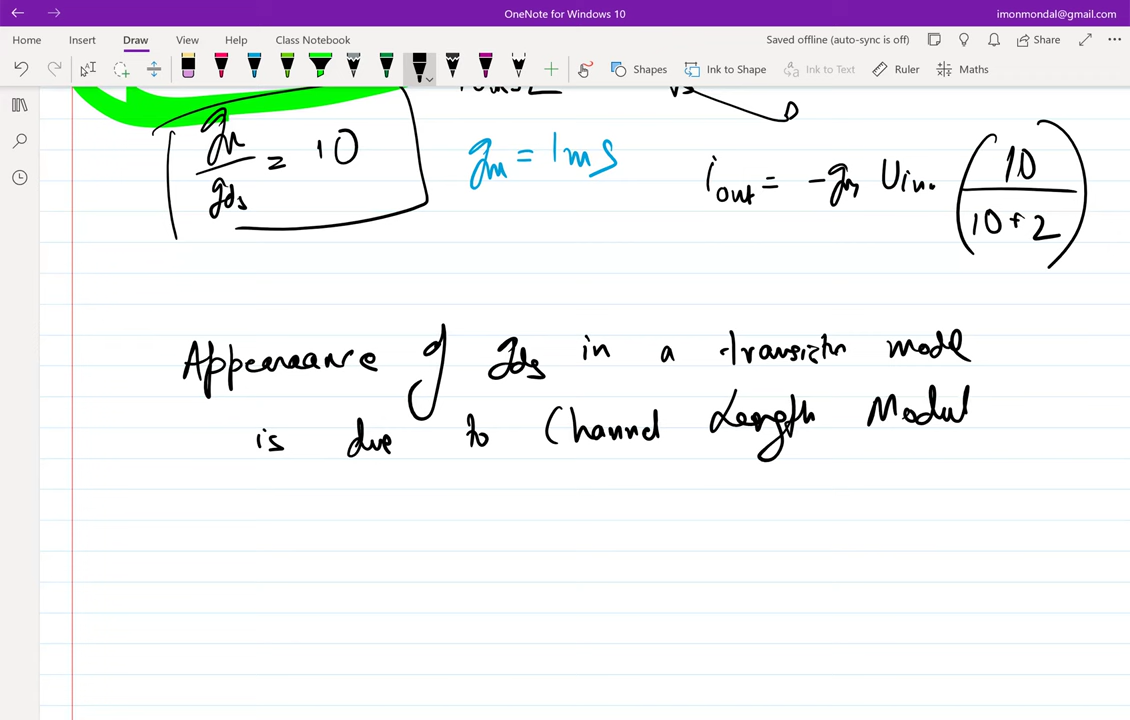 OneNote for Windows 10
imonmondal@gmail.com
Home Insert Draw View Help Class Notebook
Saved offline (auto-sync is off) Share
Shapes Ink to Shape Ink to Text Ruler Maths
gm/gds = 10
gm = 1mS
iout = -gm Uin. (10/(10+2))
Appearance of gds in a transistor model
is due to Channel Length Modul